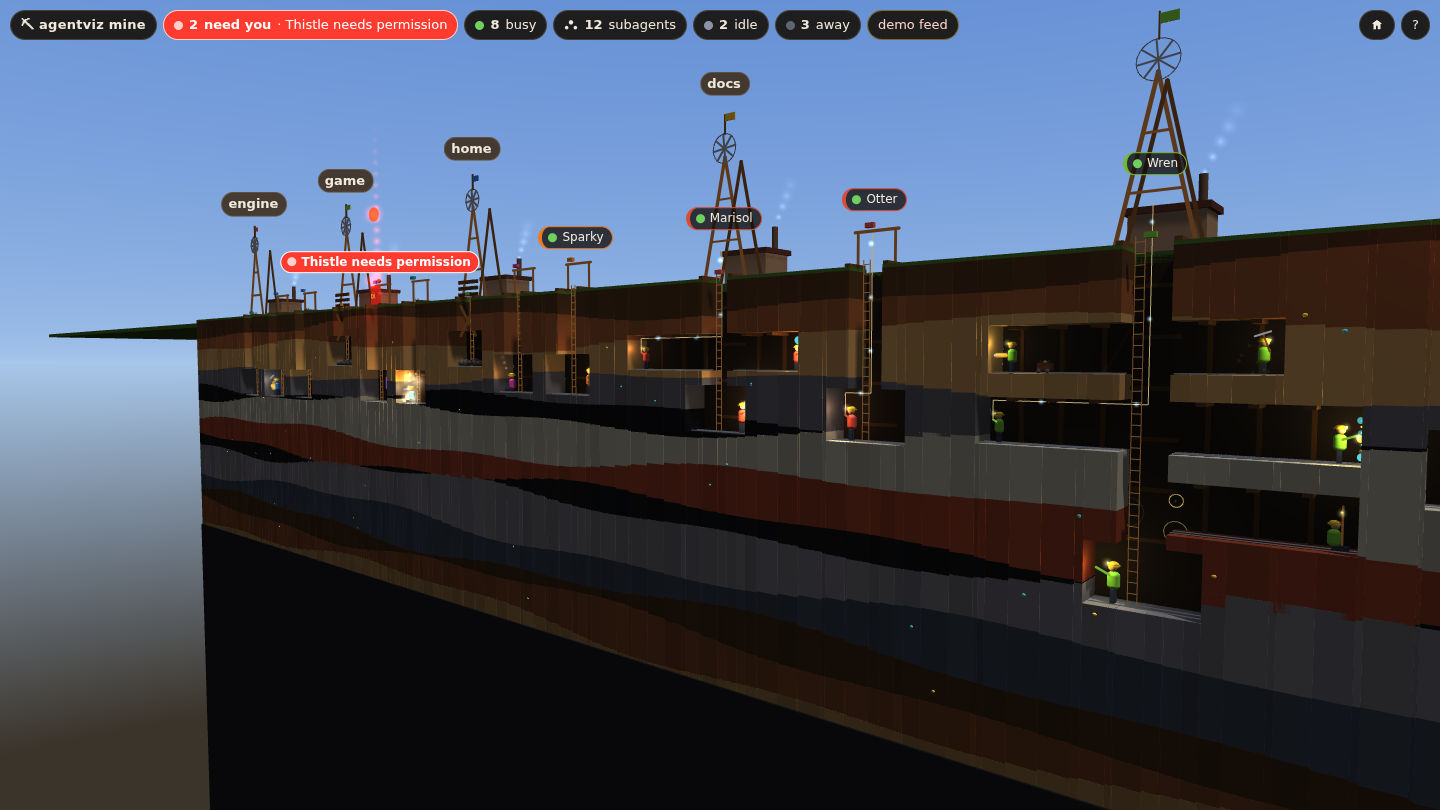 agentviz mine
2 need you · Thistle needs permission
8 busy
12 subagents
2 idle
3 away
demo feed
?
docs
home
Wren
game
Otter
engine
Marisol
Sparky
Thistle needs permission